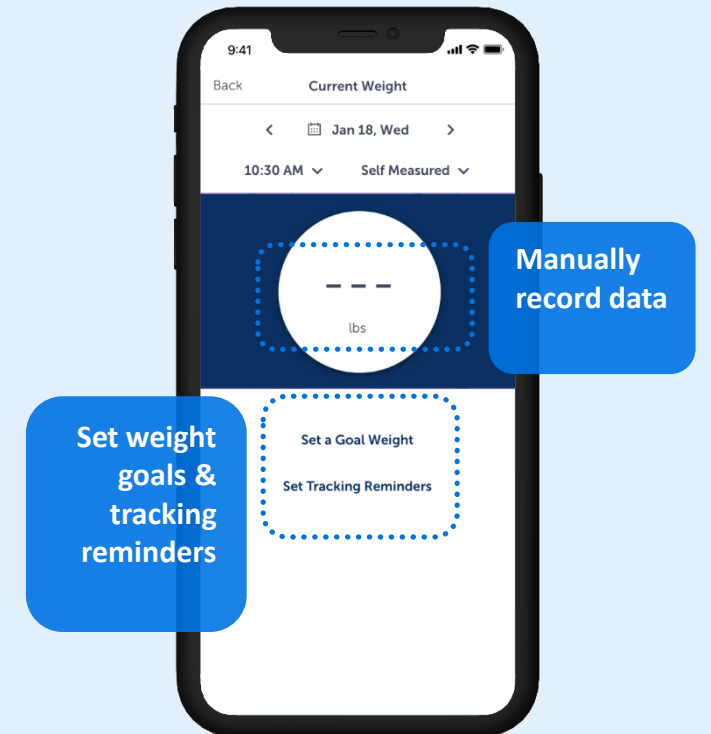 9:41
Back Current Weight
Jan 18, Wed
10:30 AM Self Measured
– – –
lbs
Manually
record data
Set weight
goals &
tracking
reminders
Set a Goal Weight
Set Tracking Reminders